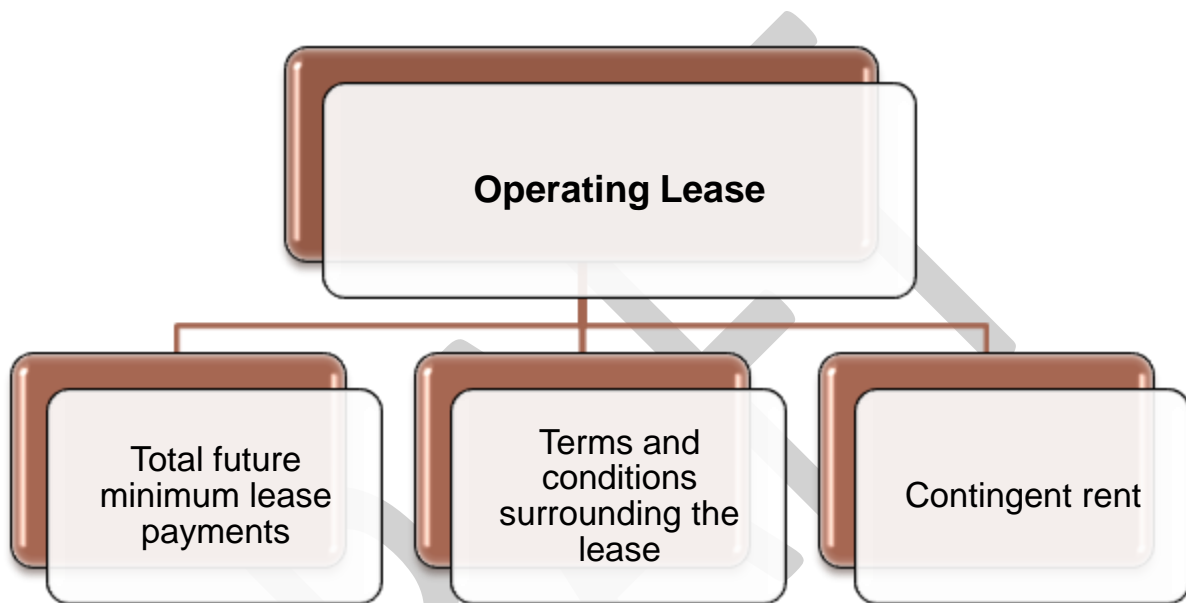 Operating Lease
Total future
minimum lease
payments
Terms and
conditions
surrounding the
lease
Contingent rent